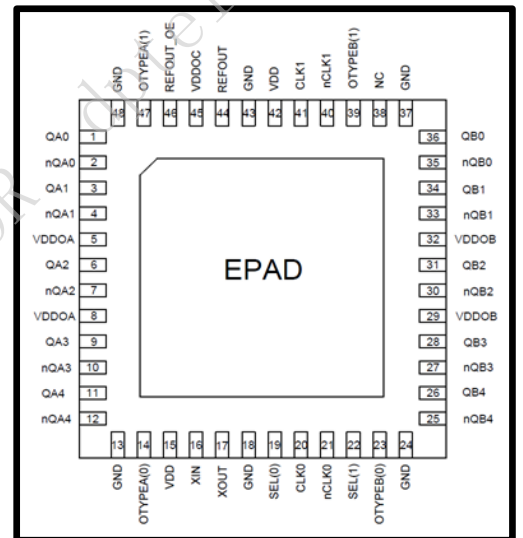 GND
OTYPEA(1)
REFOUT_OE
VDDOC
REFOUT
GND
VDD
CLK1
nCLK1
OTYPEB(1)
NC
GND
48 47 46 45 44 43 42 41 40 39 38 37
QA0 1 36 QB0
nQA0 2 35 nQB0
QA1 3 34 QB1
nQA1 4 33 nQB1
VDDOA 5 32 VDDOB
QA2 6 31 QB2
nQA2 7 30 nQB2
VDDOA 8 29 VDDOB
QA3 9 28 QB3
nQA3 10 27 nQB3
QA4 11 26 QB4
nQA4 12 25 nQB4
EPAD
13 14 15 16 17 18 19 20 21 22 23 24
GND
OTYPEA(0)
VDD
XIN
XOUT
GND
SEL(0)
CLK0
nCLK0
SEL(1)
OTYPEB(0)
GND